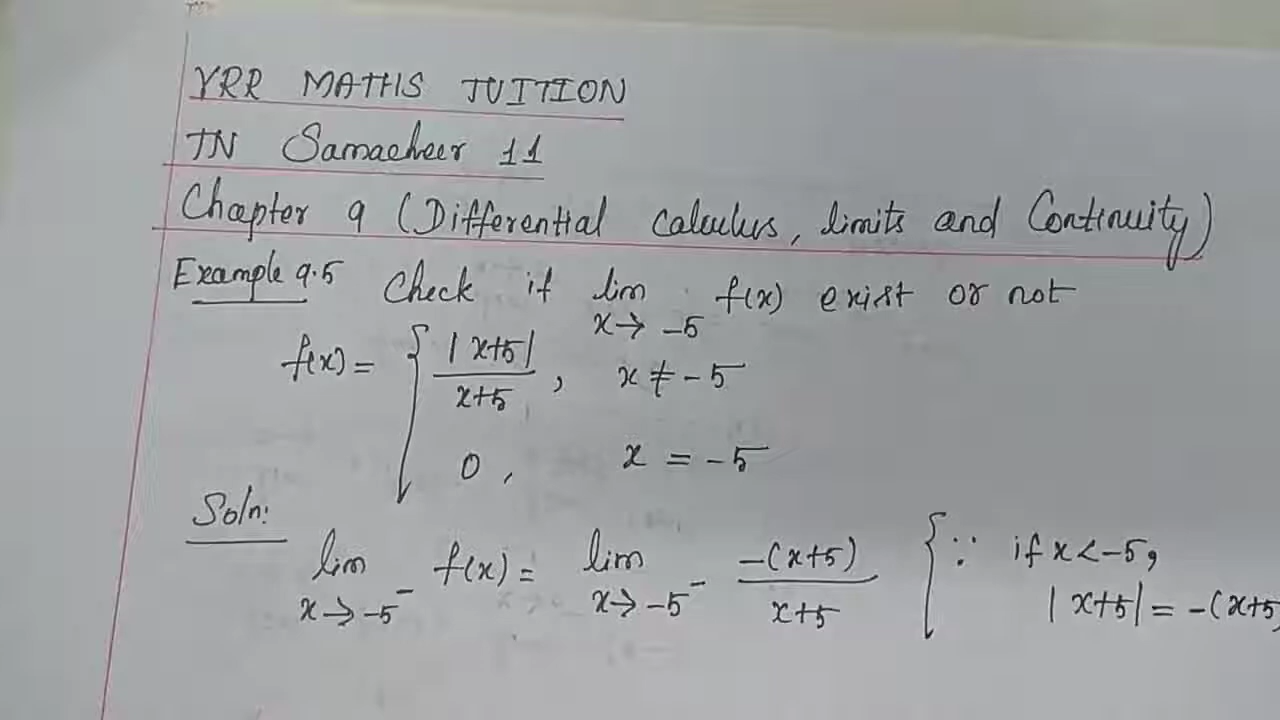 YRR MATHS TUITION
TN Samacheer 11
Chapter 9 (Differential calculus, limits and Continuity)
Example 9.5 Check if lim x→ -5 f(x) exist or not
f(x) = { |x+5| / x+5 , x ≠ -5
0 , x = -5
Soln:
lim x→ -5⁻ f(x) = lim x→ -5⁻ -(x+5) / x+5 { ∵ if x < -5,
|x+5| = -(x+5)